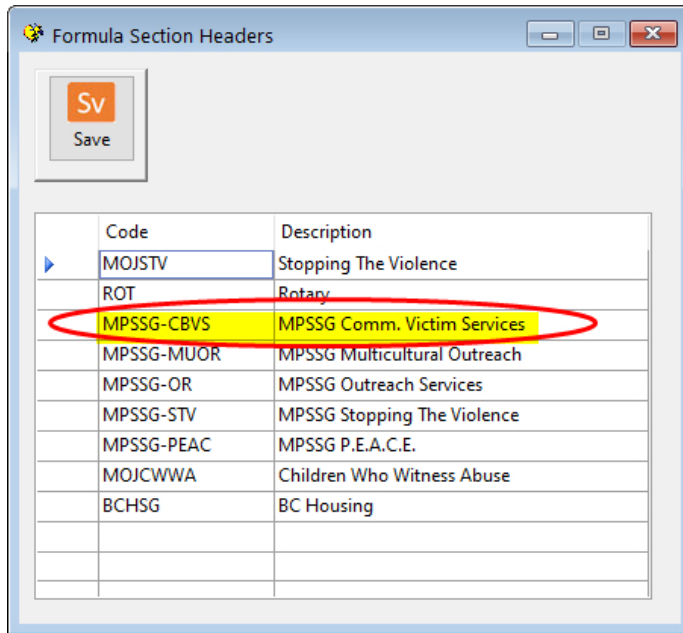 Formula Section Headers
Sv
Save
Code Description
MOJSTV Stopping The Violence
ROT Rotary
MPSSG-CBVS MPSSG Comm. Victim Services
MPSSG-MUOR MPSSG Multicultural Outreach
MPSSG-OR MPSSG Outreach Services
MPSSG-STV MPSSG Stopping The Violence
MPSSG-PEAC MPSSG P.E.A.C.E.
MOJCWWA Children Who Witness Abuse
BCHSG BC Housing